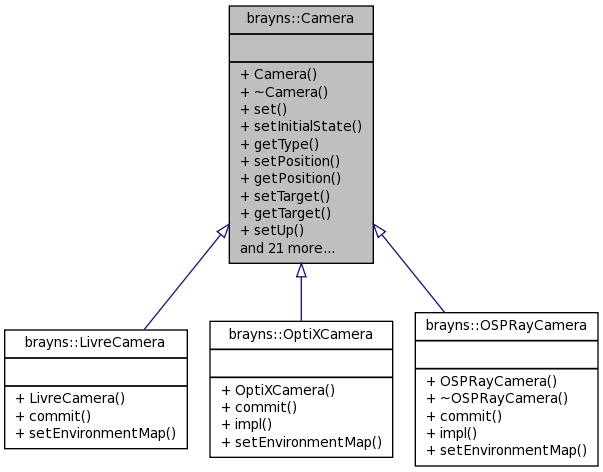 brayns::Camera
+ Camera()
+ ~Camera()
+ set()
+ setInitialState()
+ getType()
+ setPosition()
+ getPosition()
+ setTarget()
+ getTarget()
+ setUp()
and 21 more...
brayns::LivreCamera
+ LivreCamera()
+ commit()
+ setEnvironmentMap()
brayns::OptiXCamera
+ OptiXCamera()
+ commit()
+ impl()
+ setEnvironmentMap()
brayns::OSPRayCamera
+ OSPRayCamera()
+ ~OSPRayCamera()
+ commit()
+ impl()
+ setEnvironmentMap()